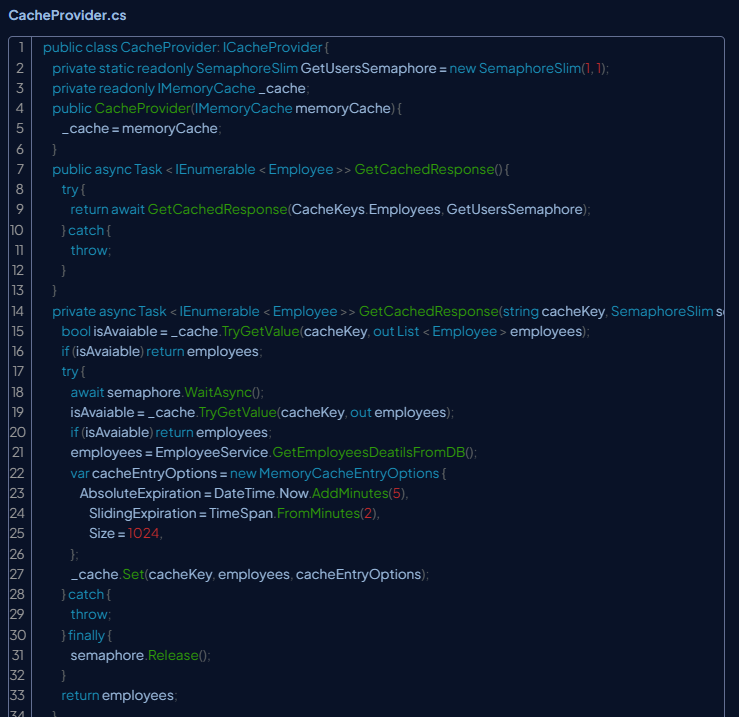 CacheProvider.cs
1 public class CacheProvider: ICacheProvider {
2 private static readonly SemaphoreSlim GetUsersSemaphore = new SemaphoreSlim(1, 1);
3 private readonly IMemoryCache _cache;
4 public CacheProvider(IMemoryCache memoryCache) {
5 _cache = memoryCache;
6 }
7 public async Task < IEnumerable < Employee >> GetCachedResponse() {
8 try {
9 return await GetCachedResponse(CacheKeys.Employees, GetUsersSemaphore);
10 } catch {
11 throw;
12 }
13 }
14 private async Task < IEnumerable < Employee >> GetCachedResponse(string cacheKey, SemaphoreSlim s
15 bool isAvaiable = _cache.TryGetValue(cacheKey, out List < Employee > employees);
16 if (isAvaiable) return employees;
17 try {
18 await semaphore.WaitAsync();
19 isAvaiable = _cache.TryGetValue(cacheKey, out employees);
20 if (isAvaiable) return employees;
21 employees = EmployeeService.GetEmployeesDeatilsFromDB();
22 var cacheEntryOptions = new MemoryCacheEntryOptions {
23 AbsoluteExpiration = DateTime.Now.AddMinutes(5),
24 SlidingExpiration = TimeSpan.FromMinutes(2),
25 Size = 1024,
26 };
27 _cache.Set(cacheKey, employees, cacheEntryOptions);
28 } catch {
29 throw;
30 } finally {
31 semaphore.Release();
32 }
33 return employees;
34 }